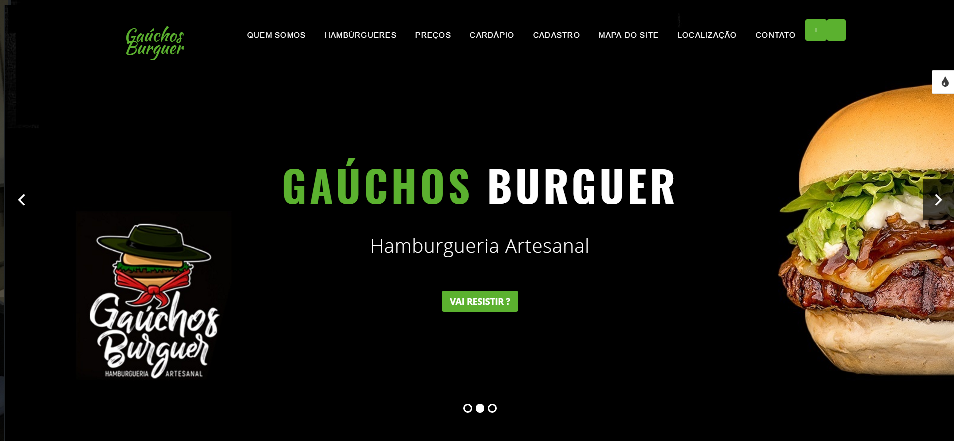 Gaúchos
Burguer
QUEM SOMOS HAMBÚRGUERES PREÇOS CARDÁPIO CADASTRO MAPA DO SITE LOCALIZAÇÃO CONTATO
GAÚCHOS BURGUER
Hamburgueria Artesanal
VAI RESISTIR ?
Gaúchos
Burguer
HAMBURGUERIA ARTESANAL